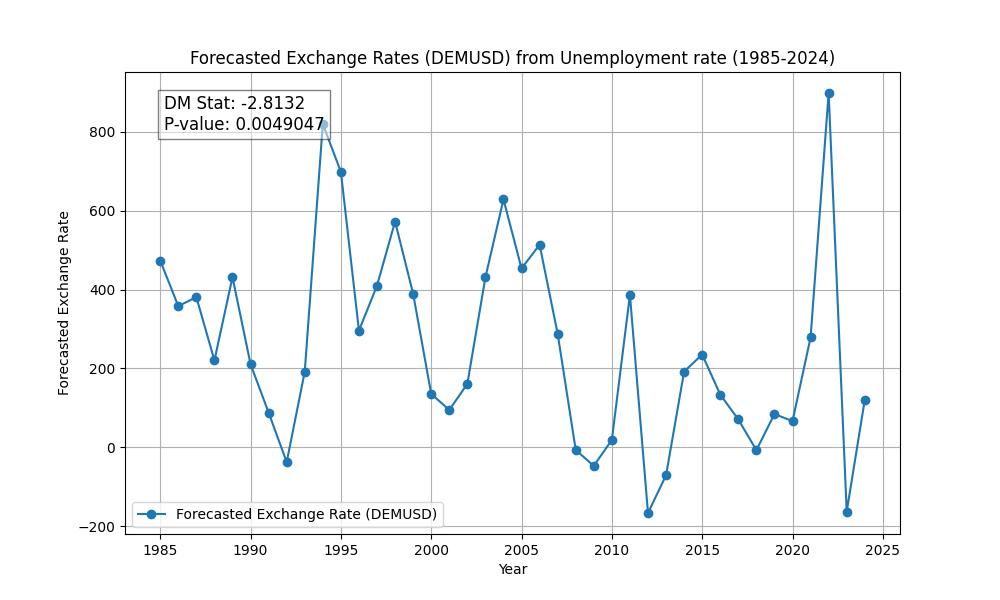 Forecasted Exchange Rates (DEMUSD) from Unemployment rate (1985-2024)
DM Stat: -2.8132
P-value: 0.0049047
Forecasted Exchange Rate
800
600
400
200
0
−200
Forecasted Exchange Rate (DEMUSD)
1985 1990 1995 2000 2005 2010 2015 2020 2025
Year